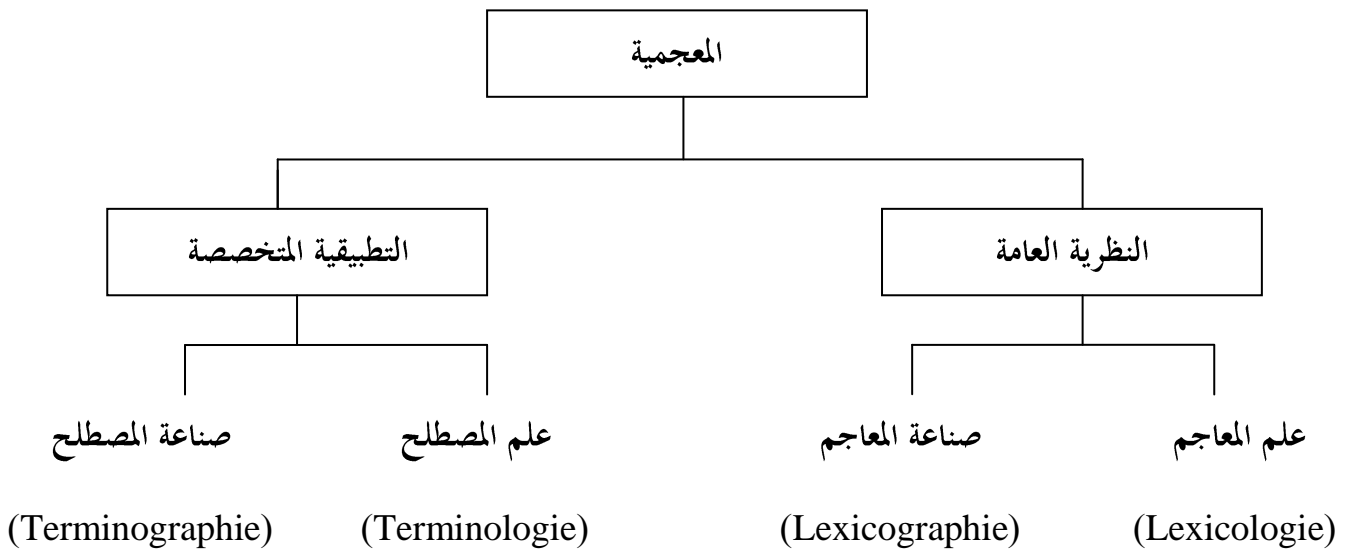 المعجمية
النظرية العامة
التطبيقية المتخصصة
علم المعاجم
صناعة المعاجم
علم المصطلح
صناعة المصطلح
(Lexicologie)
(Lexicographie)
(Terminologie)
(Terminographie)